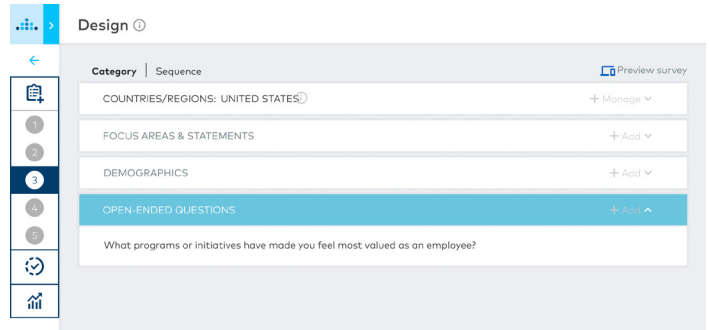 Design
Category | Sequence
Preview survey
COUNTRIES/REGIONS: UNITED STATES
+ Manage
FOCUS AREAS & STATEMENTS
+ Add
DEMOGRAPHICS
+ Add
OPEN-ENDED QUESTIONS
+ Add
What programs or initiatives have made you feel most valued as an employee?
1
2
3
4
5